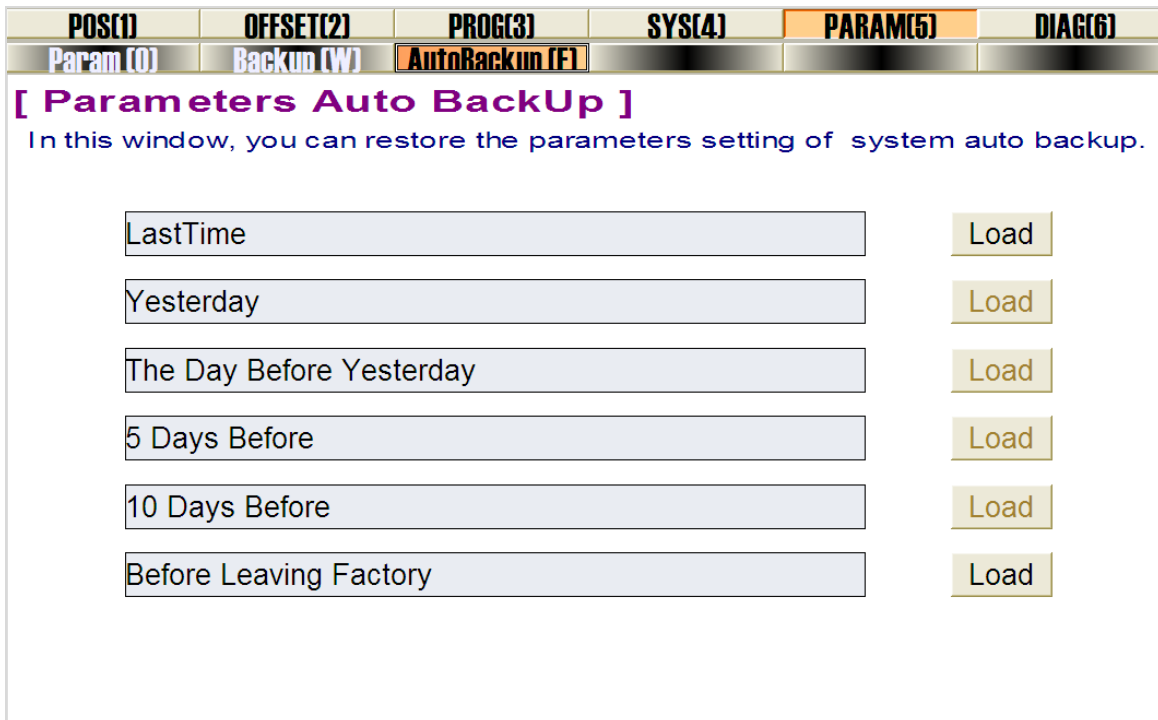 POS(1) OFFSET(2) PROG(3) SYS(4) PARAM(5) DIAG(6)
Param (O) Backup (W) AutoBackup (E)
[ Parameters Auto BackUp ]
In this window, you can restore the parameters setting of system auto backup.
LastTime Load
Yesterday Load
The Day Before Yesterday Load
5 Days Before Load
10 Days Before Load
Before Leaving Factory Load